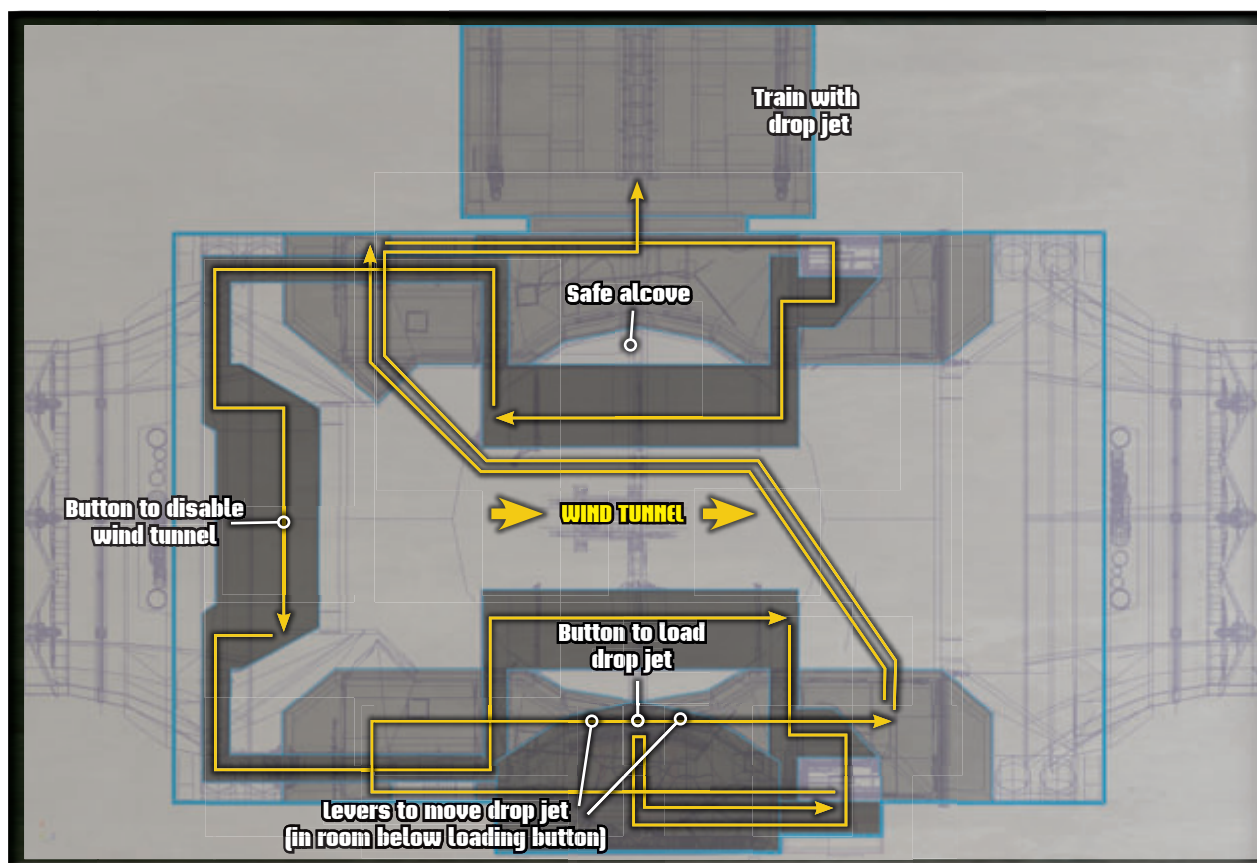 Train with
drop jet
Safe alcove
Button to disable
wind tunnel
WIND TUNNEL
Button to load
drop jet
Levers to move drop jet
(in room below loading button)